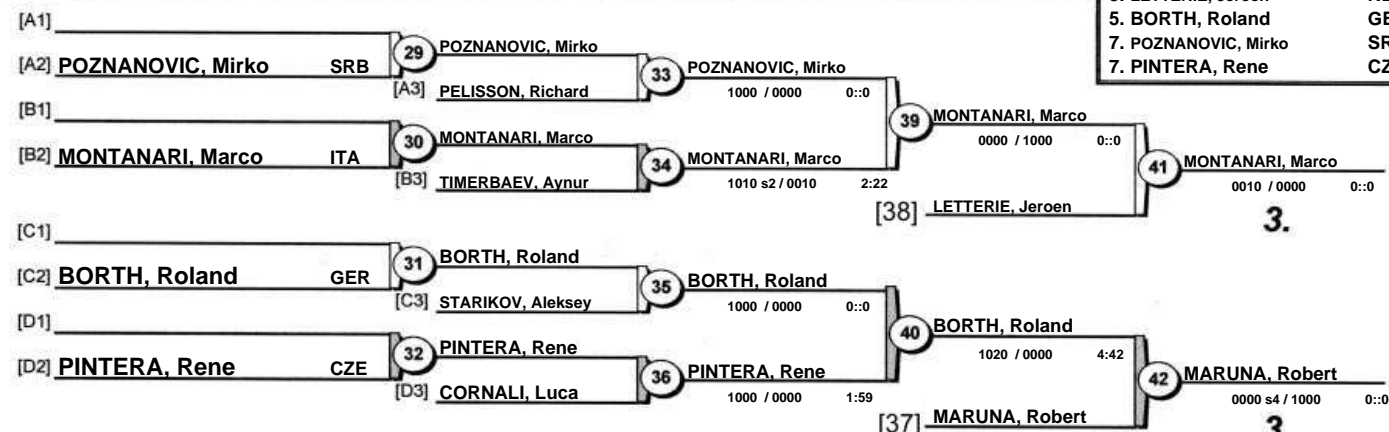 5. BORTH, Roland GE
7. POZNANOVIC, Mirko SR
7. PINTERA, Rene CZ
[A1]
[A2] POZNANOVIC, Mirko SRB
29
POZNANOVIC, Mirko
[A3] PELISSON, Richard
33
POZNANOVIC, Mirko
1000 / 0000 0::0
[B1]
[B2] MONTANARI, Marco ITA
30
MONTANARI, Marco
[B3] TIMERBAEV, Aynur
34
MONTANARI, Marco
1010 s2 / 0010 2:22
39
MONTANARI, Marco
0000 / 1000 0::0
[38] LETTERIE, Jeroen
41
MONTANARI, Marco
0010 / 0000 0::0
3.
[C1]
[C2] BORTH, Roland GER
31
BORTH, Roland
[C3] STARIKOV, Aleksey
35
BORTH, Roland
1000 / 0000 0::0
[D1]
[D2] PINTERA, Rene CZE
32
PINTERA, Rene
[D3] CORNALI, Luca
36
PINTERA, Rene
1000 / 0000 1:59
40
BORTH, Roland
1020 / 0000 4:42
[37] MARUNA, Robert
42
MARUNA, Robert
0000 s4 / 1000 0::0
3